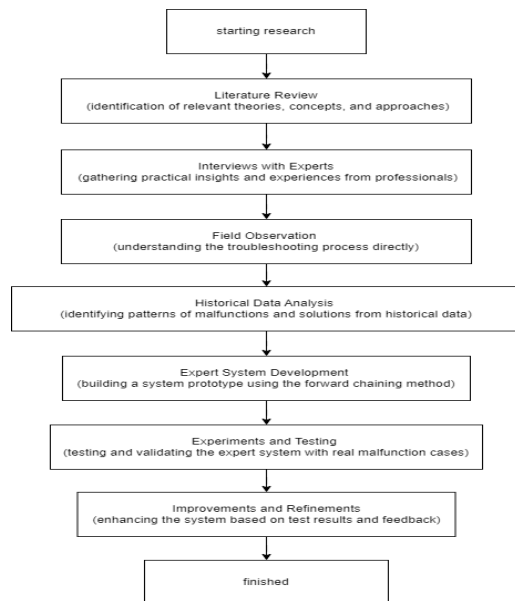 starting research
Literature Review
(identification of relevant theories, concepts, and approaches)
Interviews with Experts
(gathering practical insights and experiences from professionals)
Field Observation
(understanding the troubleshooting process directly)
Historical Data Analysis
(identifying patterns of malfunctions and solutions from historical data)
Expert System Development
(building a system prototype using the forward chaining method)
Experiments and Testing
(testing and validating the expert system with real malfunction cases)
Improvements and Refinements
(enhancing the system based on test results and feedback)
finished